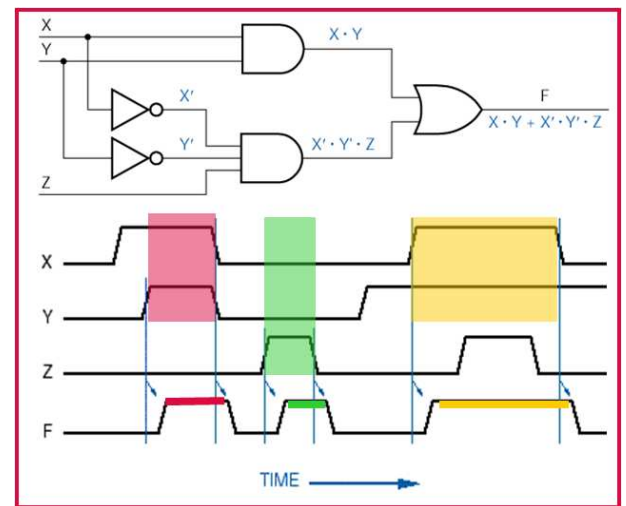 X
X · Y
Y
X′
F
X · Y + X′ · Y′ · Z
Y′
X′ · Y′ · Z
Z
X
Y
Z
F
TIME